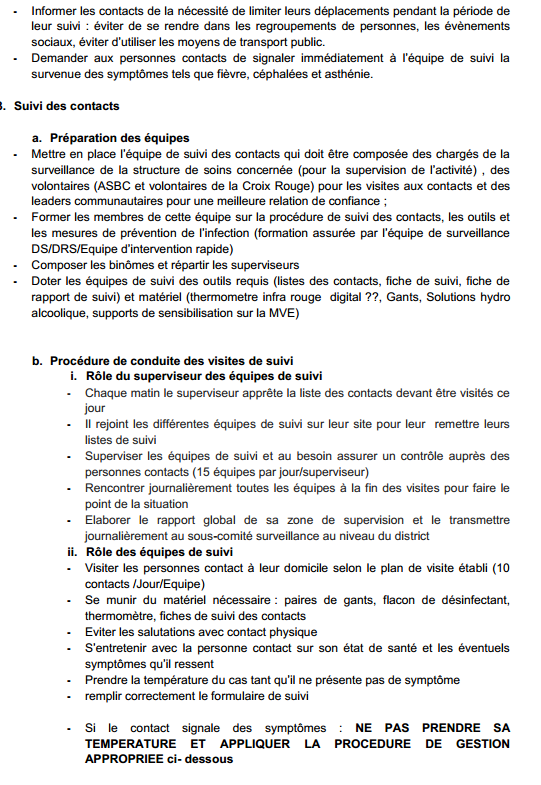 - Informer les contacts de la nécessité de limiter leurs déplacements pendant la période de
leur suivi : éviter de se rendre dans les regroupements de personnes, les évènements
sociaux, éviter d'utiliser les moyens de transport public.
- Demander aux personnes contacts de signaler immédiatement à l'équipe de suivi la
survenue des symptômes tels que fièvre, céphalées et asthénie.
3. Suivi des contacts
a. Préparation des équipes
- Mettre en place l'équipe de suivi des contacts qui doit être composée des chargés de la
surveillance de la structure de soins concernée (pour la supervision de l'activité) , des
volontaires (ASBC et volontaires de la Croix Rouge) pour les visites aux contacts et des
leaders communautaires pour une meilleure relation de confiance ;
- Former les membres de cette équipe sur la procédure de suivi des contacts, les outils et
les mesures de prévention de l'infection (formation assurée par l'équipe de surveillance
DS/DRS/Equipe d'intervention rapide)
- Composer les binômes et répartir les superviseurs
- Doter les équipes de suivi des outils requis (listes des contacts, fiche de suivi, fiche de
rapport de suivi) et matériel (thermometre infra rouge digital ??, Gants, Solutions hydro
alcoolique, supports de sensibilisation sur la MVE)
b. Procédure de conduite des visites de suivi
i. Rôle du superviseur des équipes de suivi
- Chaque matin le superviseur apprête la liste des contacts devant être visités ce
jour
- Il rejoint les différentes équipes de suivi sur leur site pour leur remettre leurs
listes de suivi
- Superviser les équipes de suivi et au besoin assurer un contrôle auprès des
personnes contacts (15 équipes par jour/superviseur)
- Rencontrer journalièrement toutes les équipes à la fin des visites pour faire le
point de la situation
- Elaborer le rapport global de sa zone de supervision et le transmettre
journalièrement au sous-comité surveillance au niveau du district
ii. Rôle des équipes de suivi
- Visiter les personnes contact à leur domicile selon le plan de visite établi (10
contacts /Jour/Equipe)
- Se munir du matériel nécessaire : paires de gants, flacon de désinfectant,
thermomètre, fiches de suivi des contacts
- Eviter les salutations avec contact physique
- S'entretenir avec la personne contact sur son état de santé et les éventuels
symptômes qu'il ressent
- Prendre la température du cas tant qu'il ne présente pas de symptôme
- remplir correctement le formulaire de suivi
- Si le contact signale des symptômes : NE PAS PRENDRE SA
TEMPERATURE ET APPLIQUER LA PROCEDURE DE GESTION
APPROPRIEE ci- dessous